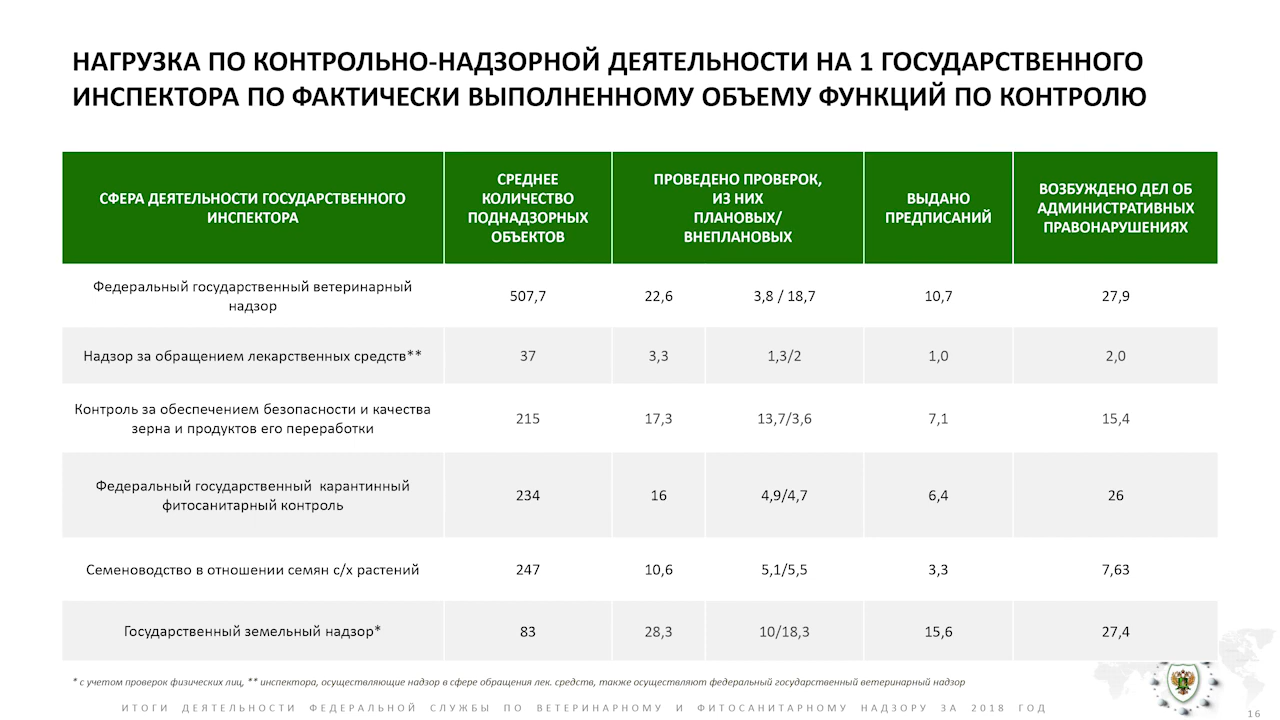 НАГРУЗКА ПО КОНТРОЛЬНО-НАДЗОРНОЙ ДЕЯТЕЛЬНОСТИ НА 1 ГОСУДАРСТВЕННОГО
ИНСПЕКТОРА ПО ФАКТИЧЕСКИ ВЫПОЛНЕННОМУ ОБЪЕМУ ФУНКЦИЙ ПО КОНТРОЛЮ
СФЕРА ДЕЯТЕЛЬНОСТИ ГОСУДАРСТВЕННОГО
ИНСПЕКТОРА
СРЕДНЕЕ
КОЛИЧЕСТВО
ПОДНАДЗОРНЫХ
ОБЪЕКТОВ
ПРОВЕДЕНО ПРОВЕРОК,
ИЗ НИХ
ПЛАНОВЫХ/
ВНЕПЛАНОВЫХ
ВЫДАНО
ПРЕДПИСАНИЙ
ВОЗБУЖДЕНО ДЕЛ ОБ
АДМИНИСТРАТИВНЫХ
ПРАВОНАРУШЕНИЯХ
Федеральный государственный ветеринарный
надзор
507,7
22,6
3,8 / 18,7
10,7
27,9
Надзор за обращением лекарственных средств**
37
3,3
1,3/2
1,0
2,0
Контроль за обеспечением безопасности и качества
зерна и продуктов его переработки
215
17,3
13,7/3,6
7,1
15,4
Федеральный государственный карантинный
фитосанитарный контроль
234
16
4,9/4,7
6,4
26
Семеноводство в отношении семян с/х растений
247
10,6
5,1/5,5
3,3
7,63
Государственный земельный надзор*
83
28,3
10/18,3
15,6
27,4
* с учетом проверок физических лиц, ** инспектора, осуществляющие надзор в сфере обращения лек. средств, также осуществляют федеральный государственный ветеринарный надзор
ИТОГИ ДЕЯТЕЛЬНОСТИ ФЕДЕРАЛЬНОЙ СЛУЖБЫ ПО ВЕТЕРИНАРНОМУ И ФИТОСАНИТАРНОМУ НАДЗОРУ ЗА 2018 ГОД
16